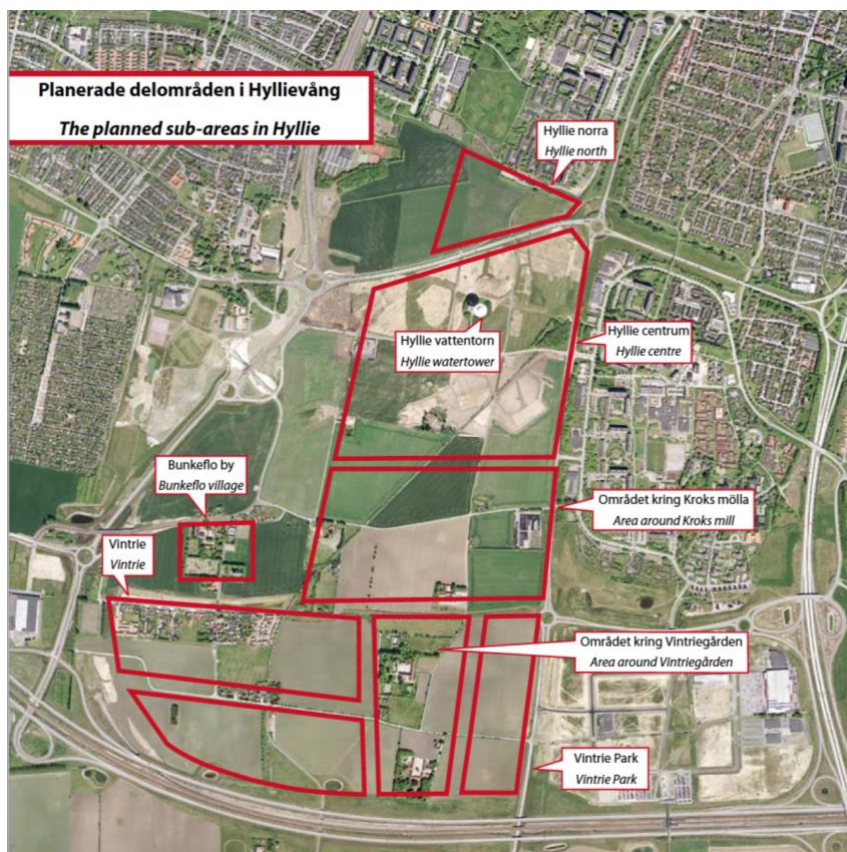 Planerade delområden i Hyllievång
The planned sub-areas in Hyllie
Hyllie norra
Hyllie north
Hyllie vattentorn
Hyllie watertower
Hyllie centrum
Hyllie centre
Bunkeflo by
Bunkeflo village
Området kring Kroks mölla
Area around Kroks mill
Vintrie
Vintrie
Området kring Vintriegården
Area around Vintriegården
Vintrie Park
Vintrie Park